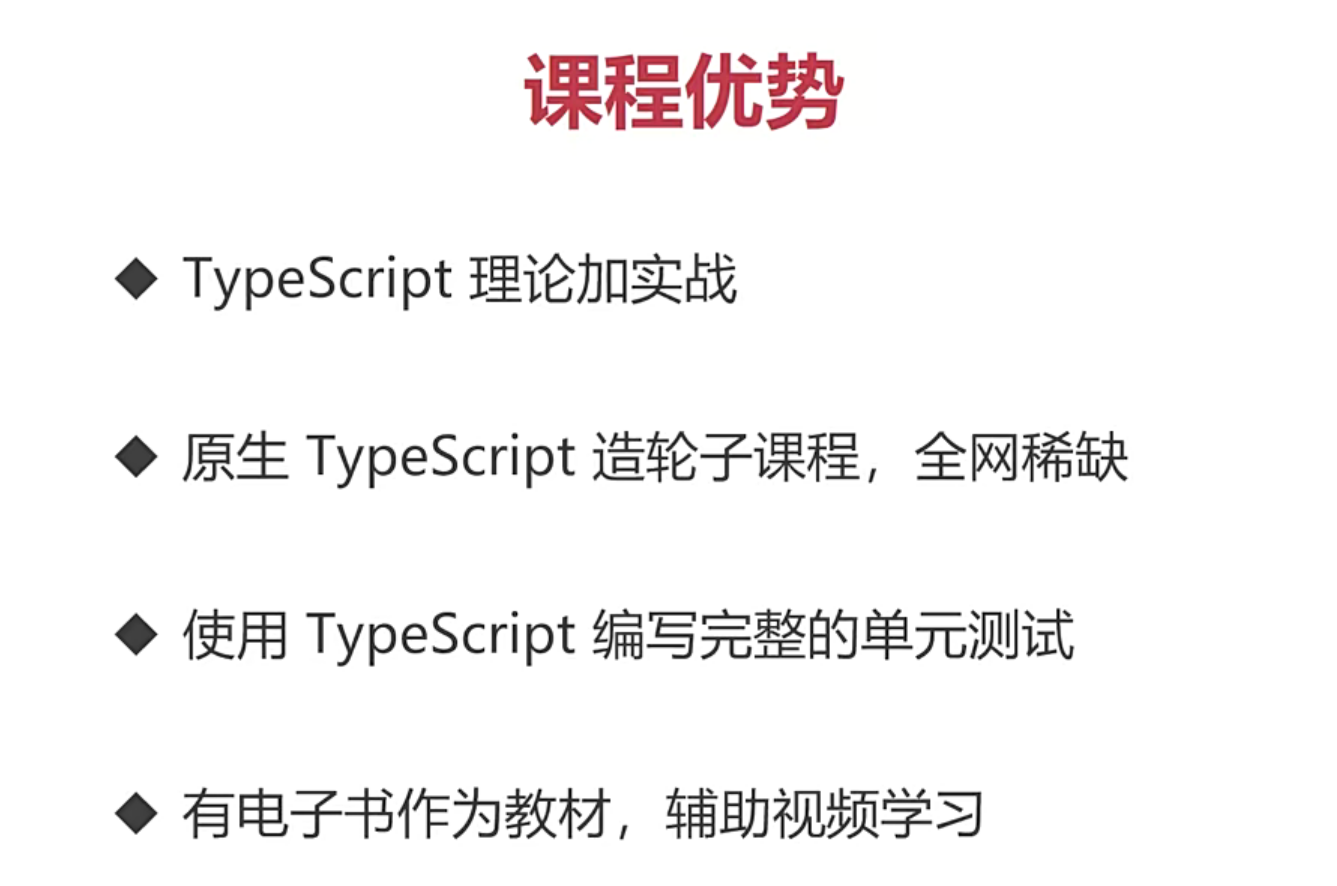 课程优势
◆ TypeScript 理论加实战
◆ 原生 TypeScript 造轮子课程，全网稀缺
◆ 使用 TypeScript 编写完整的单元测试
◆ 有电子书作为教材，辅助视频学习